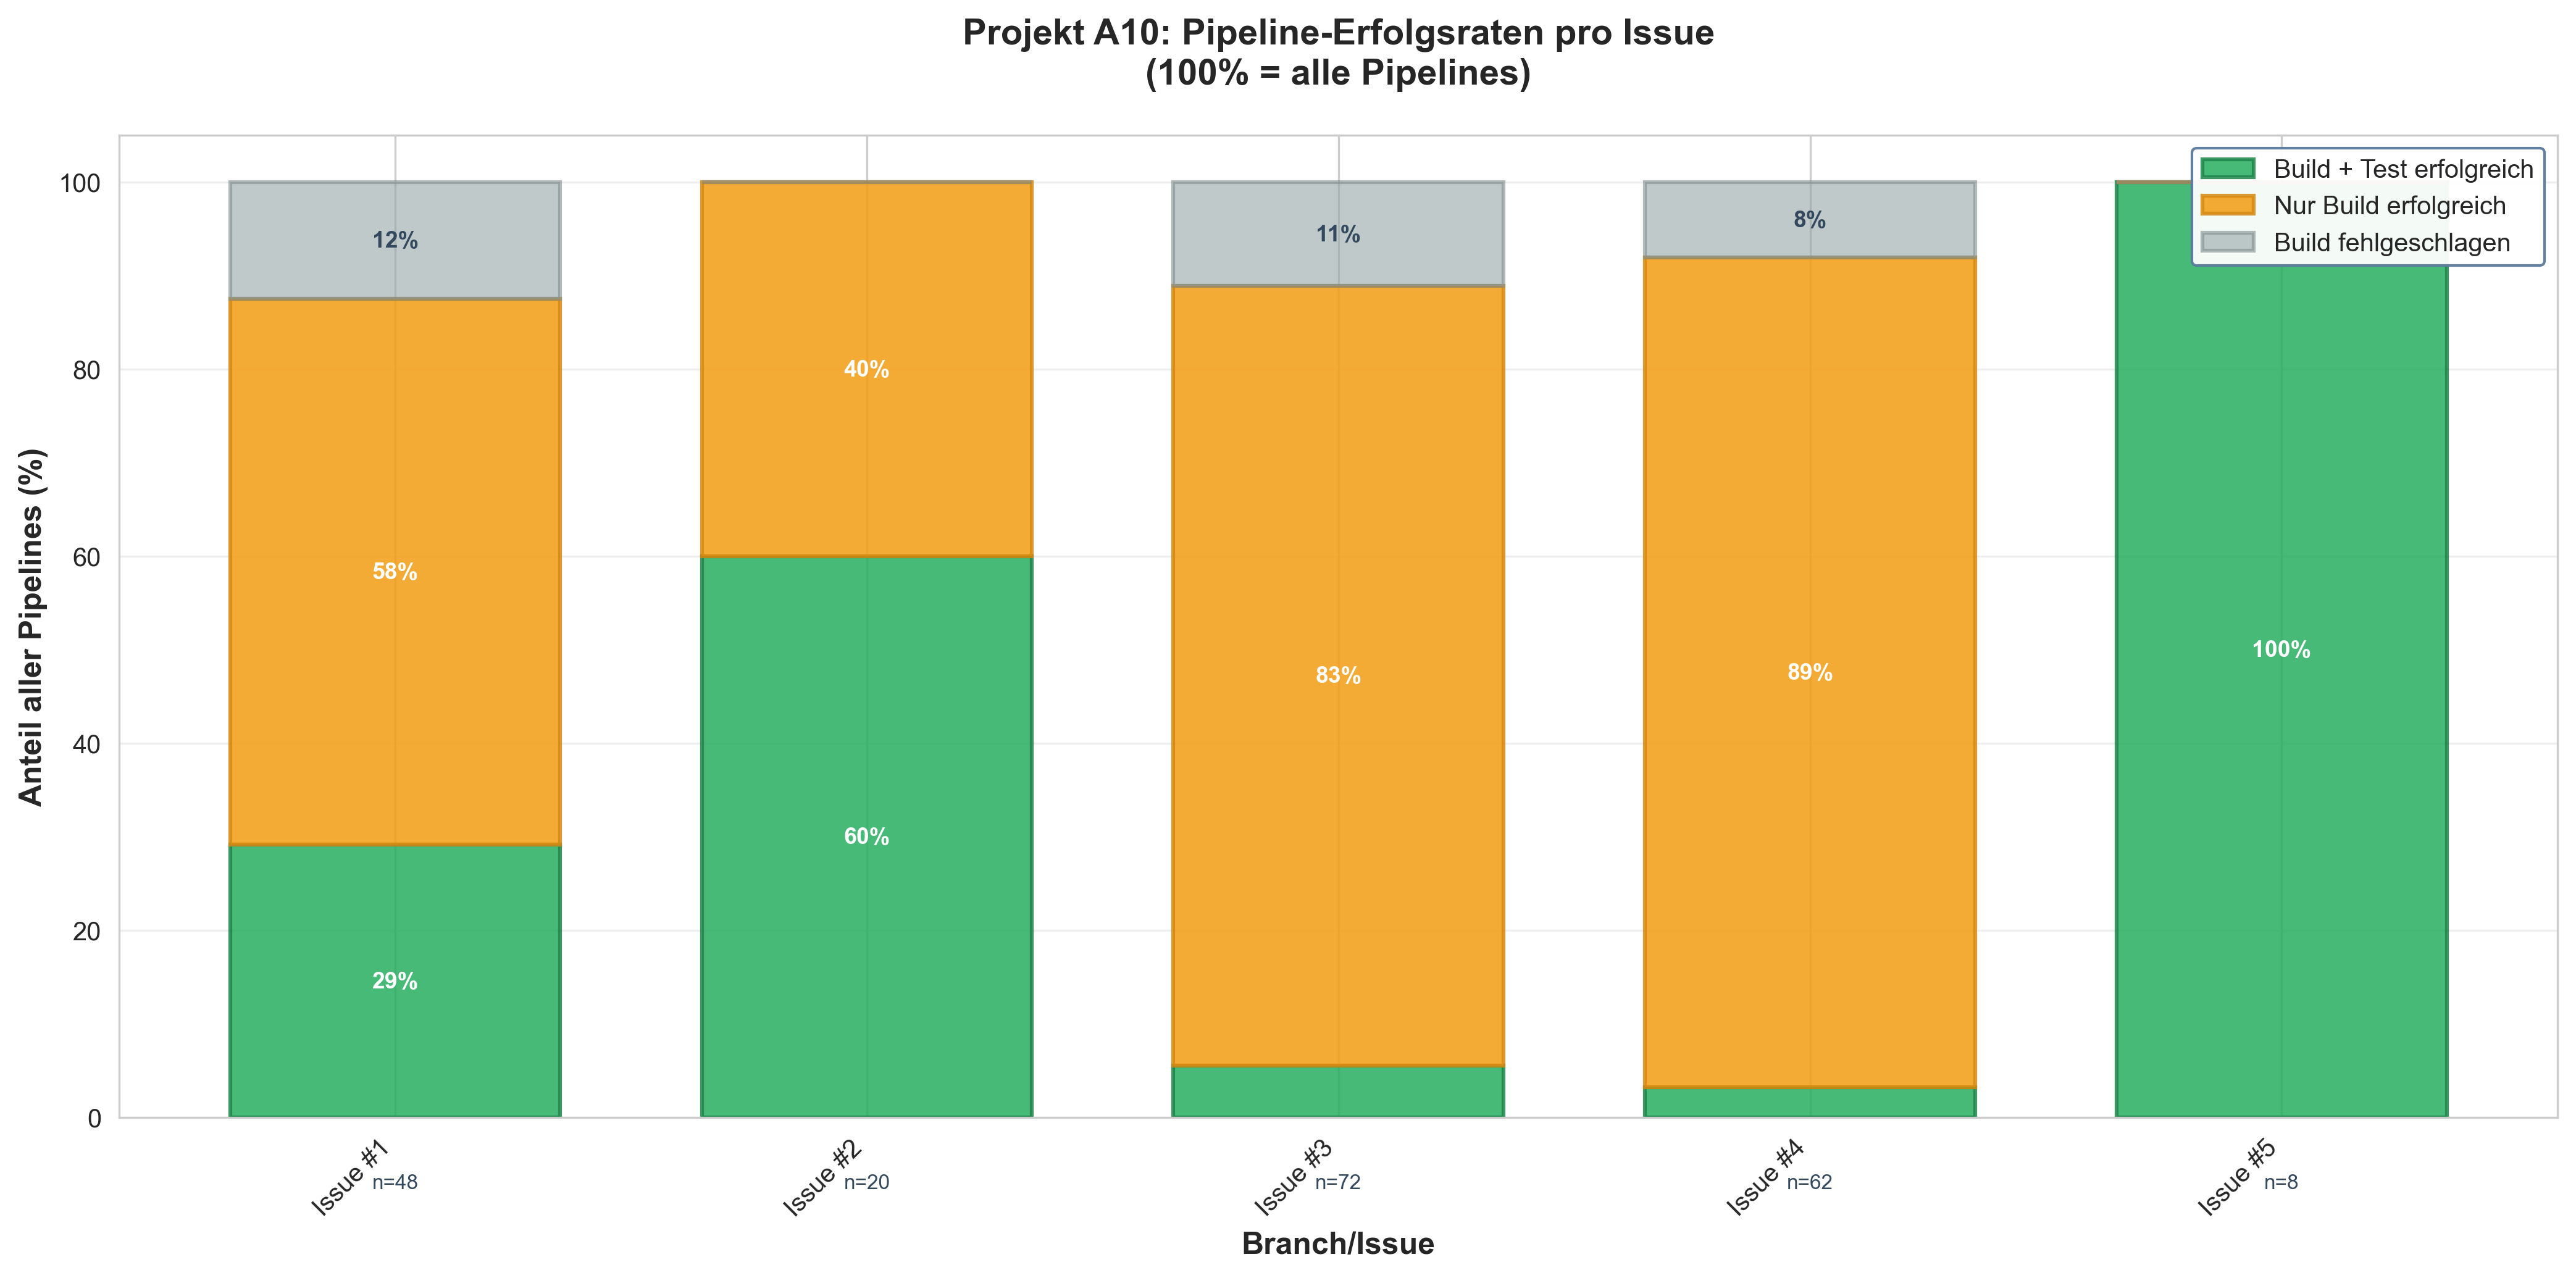 Projekt A10: Pipeline-Erfolgsraten pro Issue
(100% = alle Pipelines)
Anteil aller Pipelines (%)
100
80
60
40
20
0
Build + Test erfolgreich
Nur Build erfolgreich
Build fehlgeschlagen
12%
58%
29%
40%
60%
11%
83%
8%
89%
100%
Issue #1
n=48
Issue #2
n=20
Issue #3
n=72
Issue #4
n=62
Issue #5
n=8
Branch/Issue